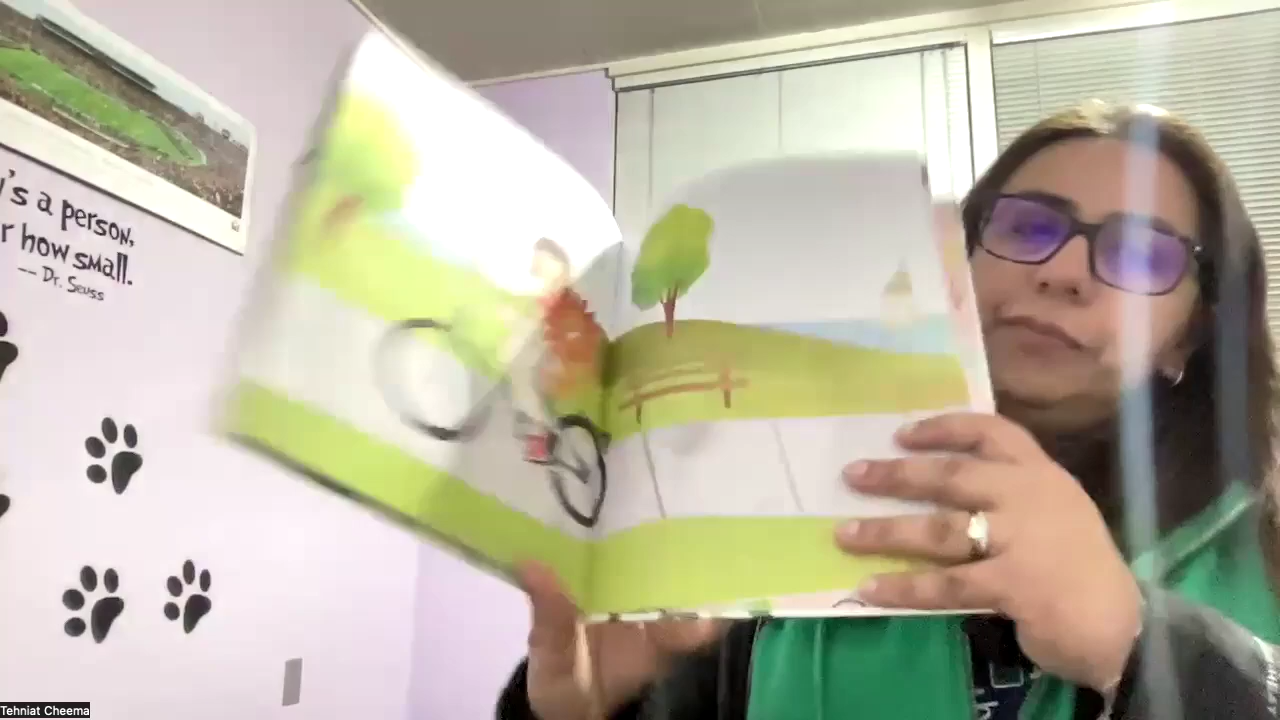 's a person,
r how small.
-- Dr. Seuss
Tehniat Cheema